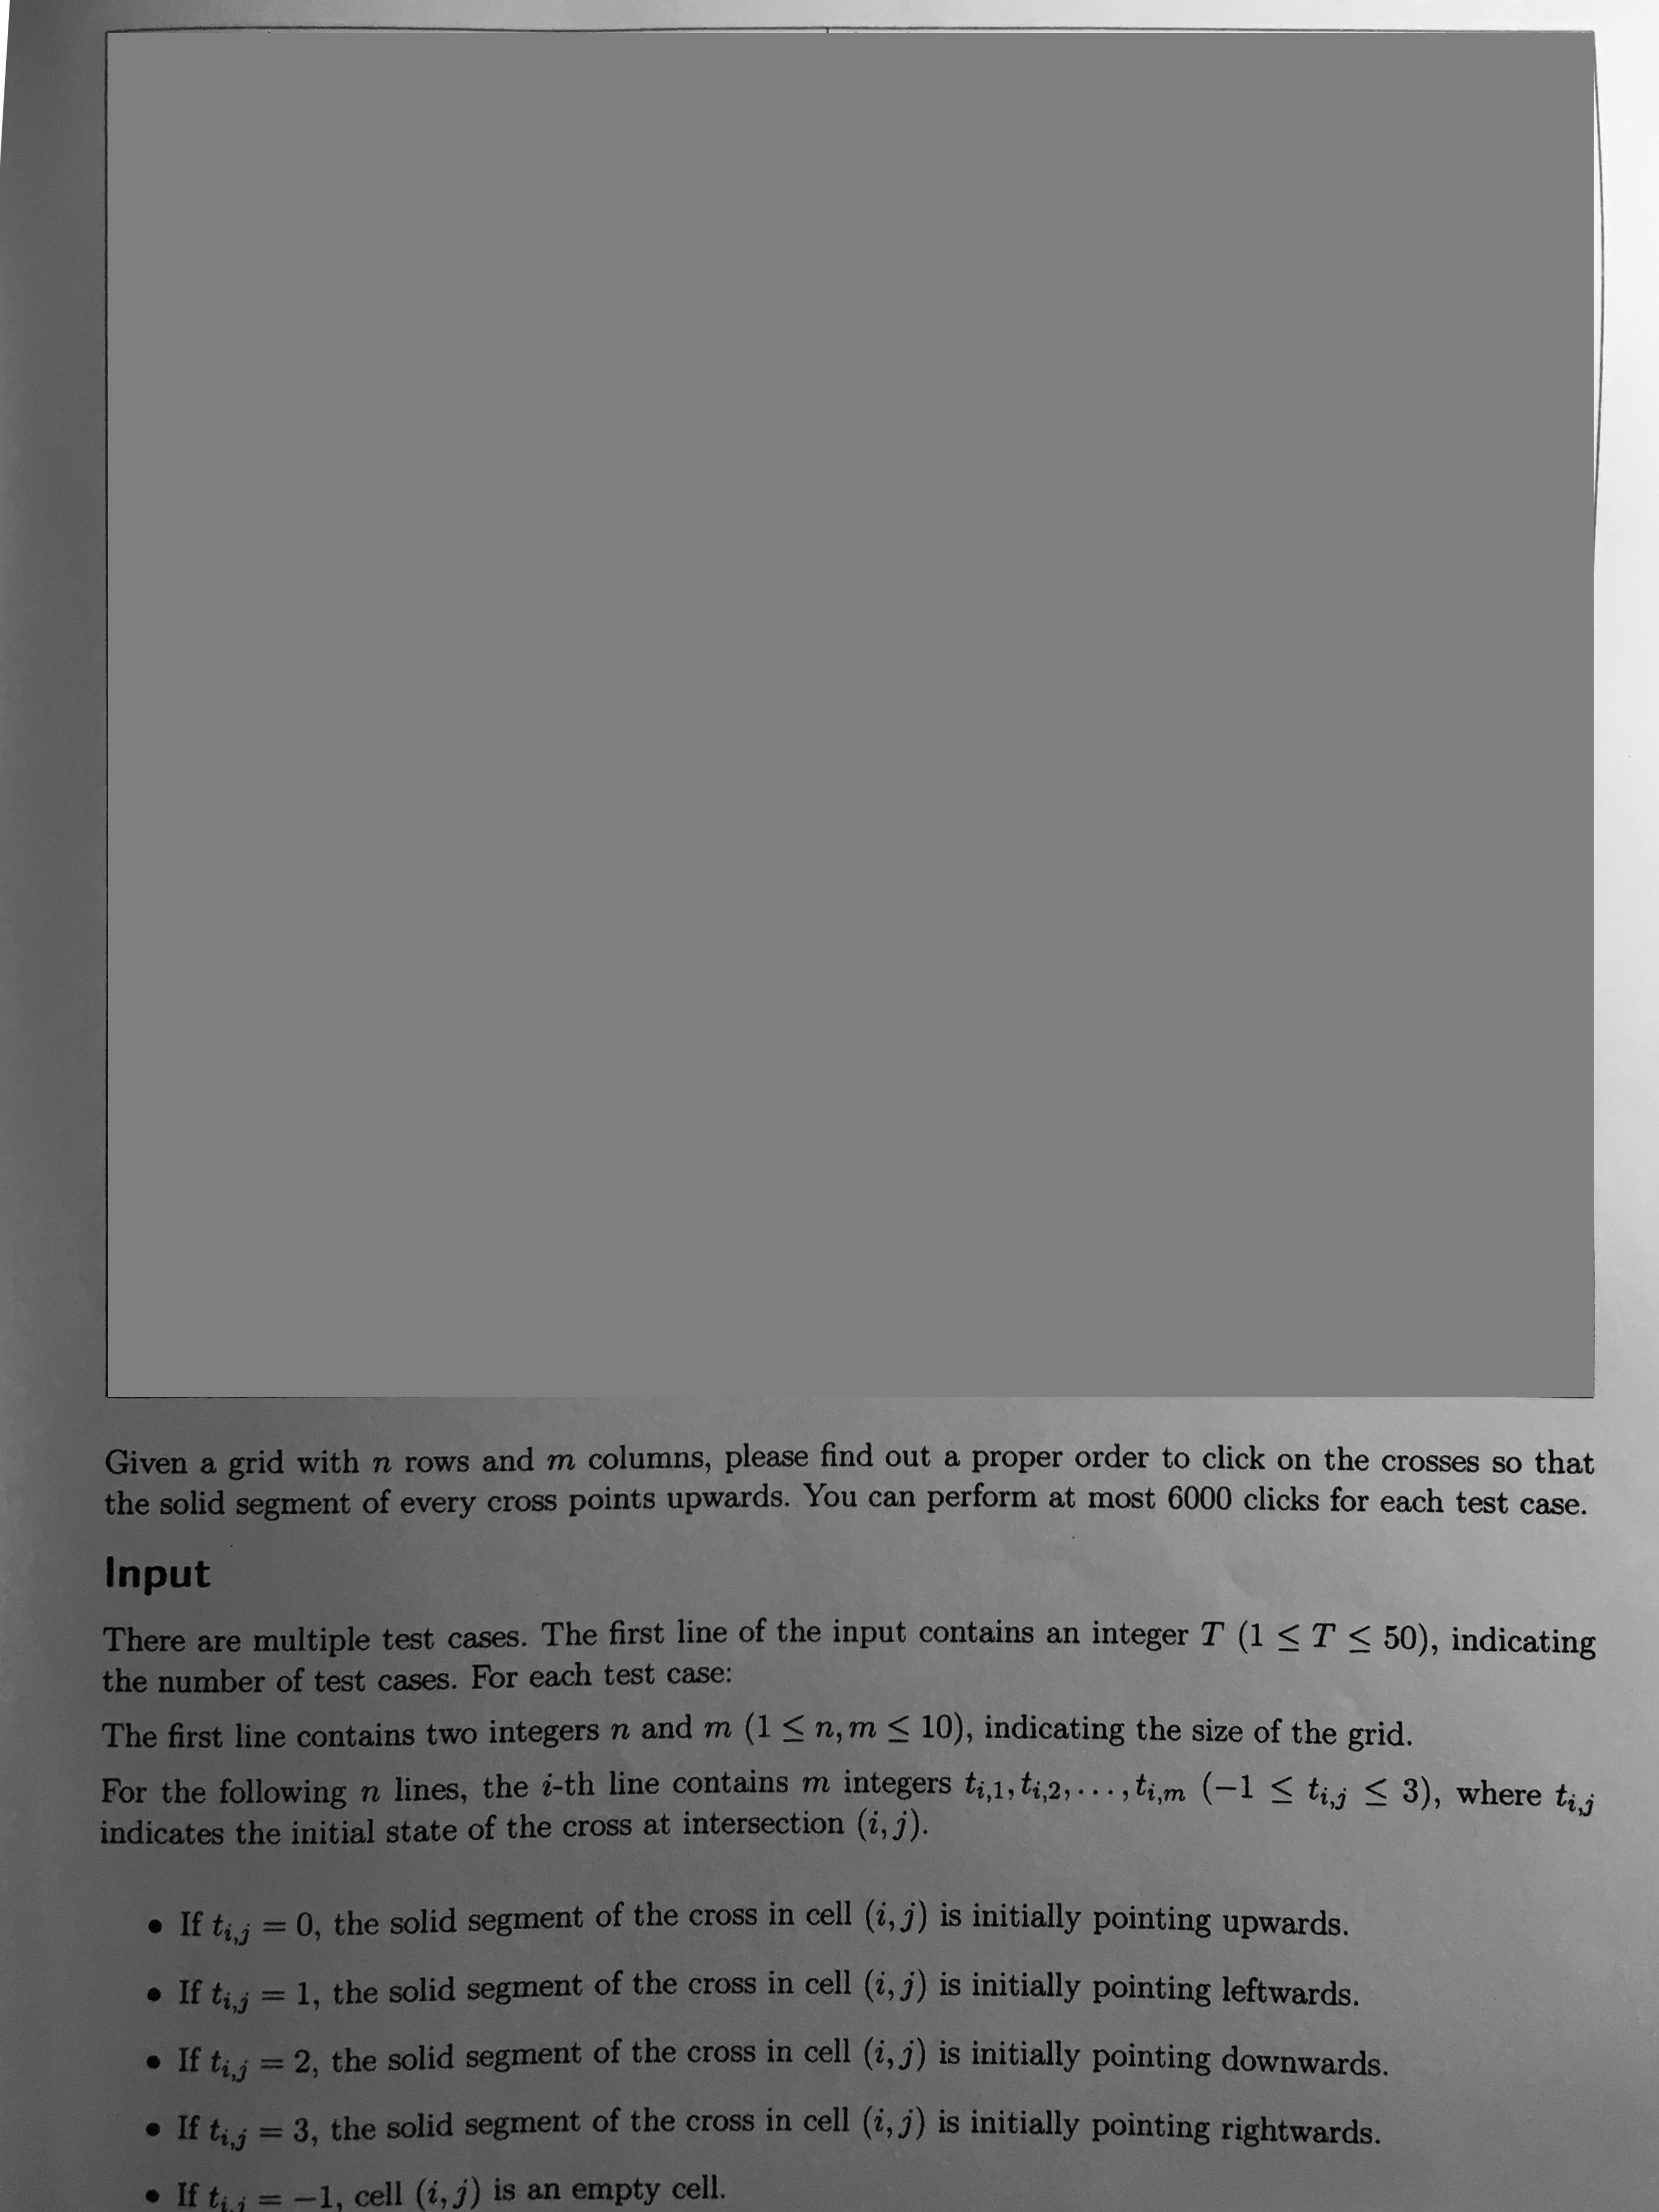 Given a grid with n rows and m columns, please find out a proper order to click on the crosses so that
the solid segment of every cross points upwards. You can perform at most 6000 clicks for each test case.
Input
There are multiple test cases. The first line of the input contains an integer T (1 ≤ T ≤ 50), indicating
the number of test cases. For each test case:
The first line contains two integers n and m (1 ≤ n, m ≤ 10), indicating the size of the grid.
For the following n lines, the i-th line contains m integers t_{i,1}, t_{i,2}, . . . , t_{i,m} (−1 ≤ t_{i,j} ≤ 3), where t_{i,j}
indicates the initial state of the cross at intersection (i, j).
• If t_{i,j} = 0, the solid segment of the cross in cell (i, j) is initially pointing upwards.
• If t_{i,j} = 1, the solid segment of the cross in cell (i, j) is initially pointing leftwards.
• If t_{i,j} = 2, the solid segment of the cross in cell (i, j) is initially pointing downwards.
• If t_{i,j} = 3, the solid segment of the cross in cell (i, j) is initially pointing rightwards.
• If t_{i,j} = −1, cell (i, j) is an empty cell.